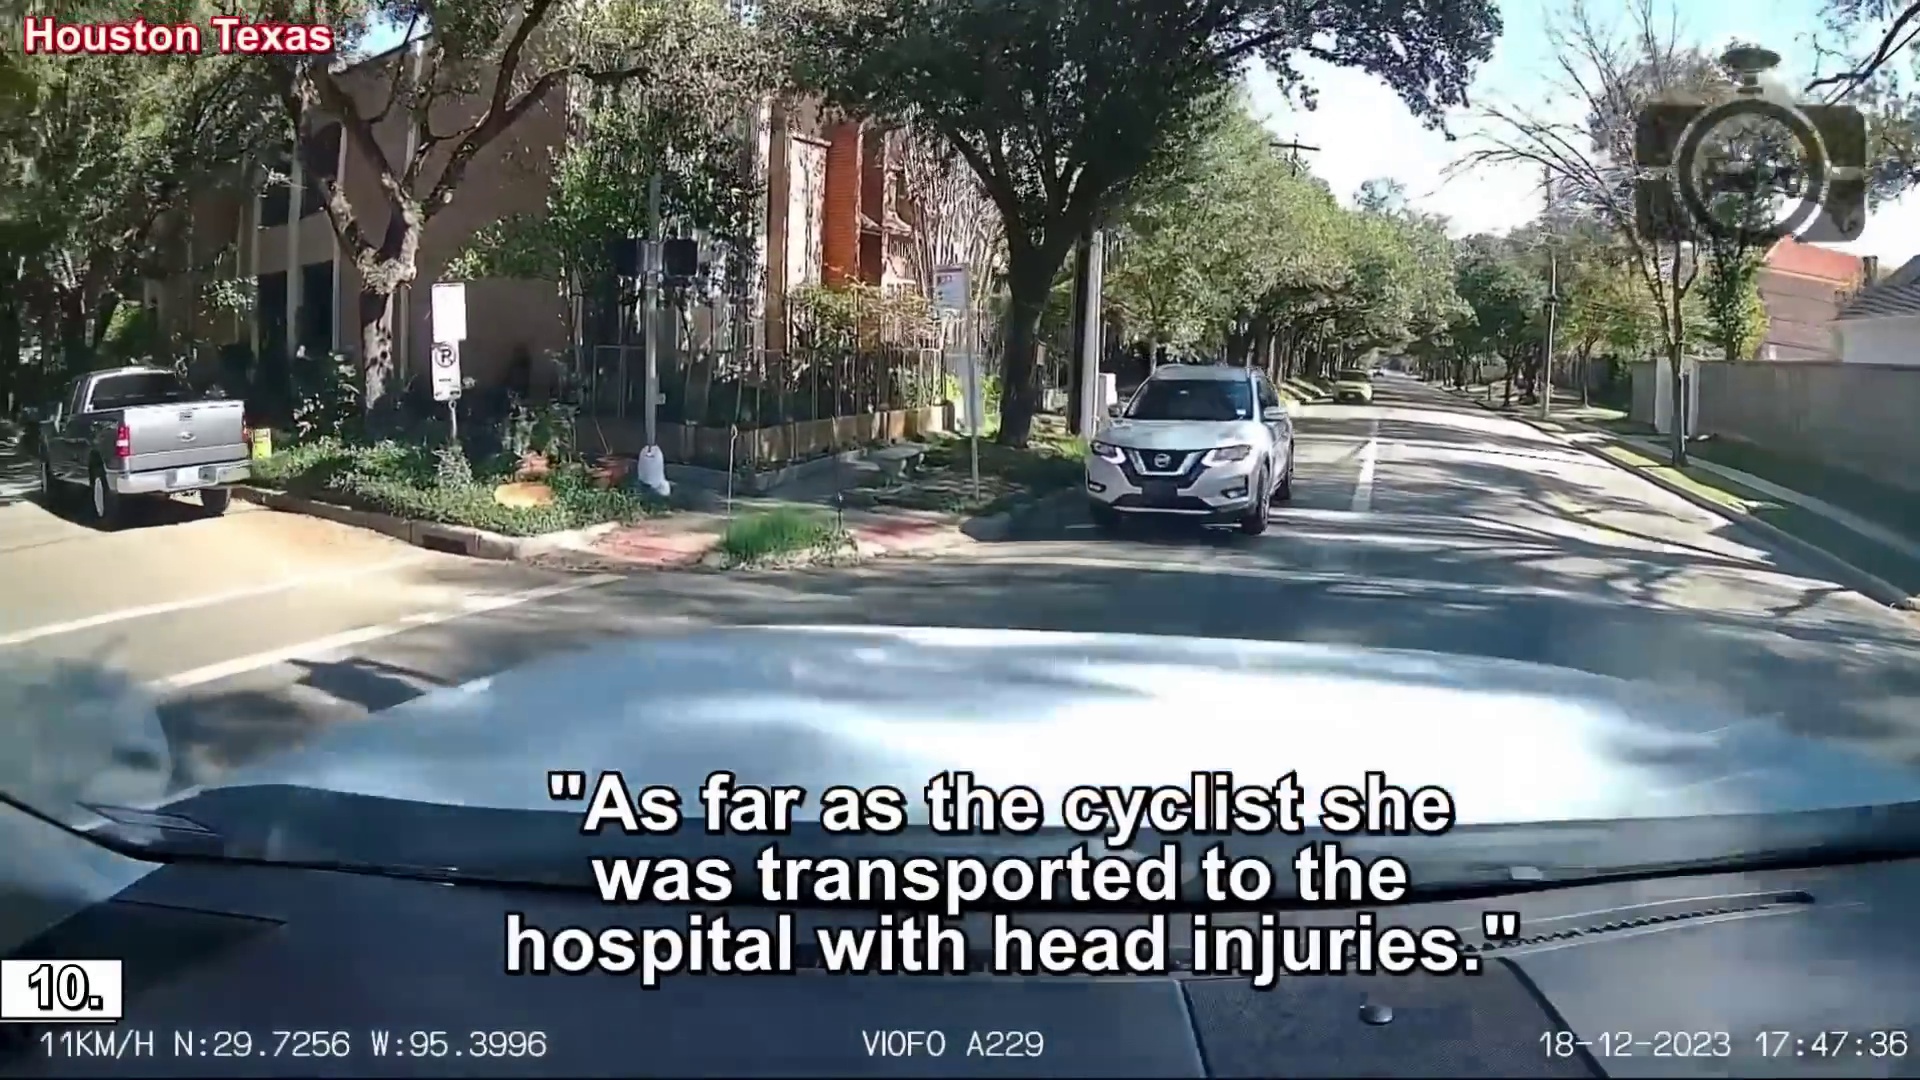 Houston Texas
"As far as the cyclist she
was transported to the
hospital with head injuries."
10.
11KM/H N:29.7256 W:95.3996
VIOFO A229
18-12-2023 17:47:36